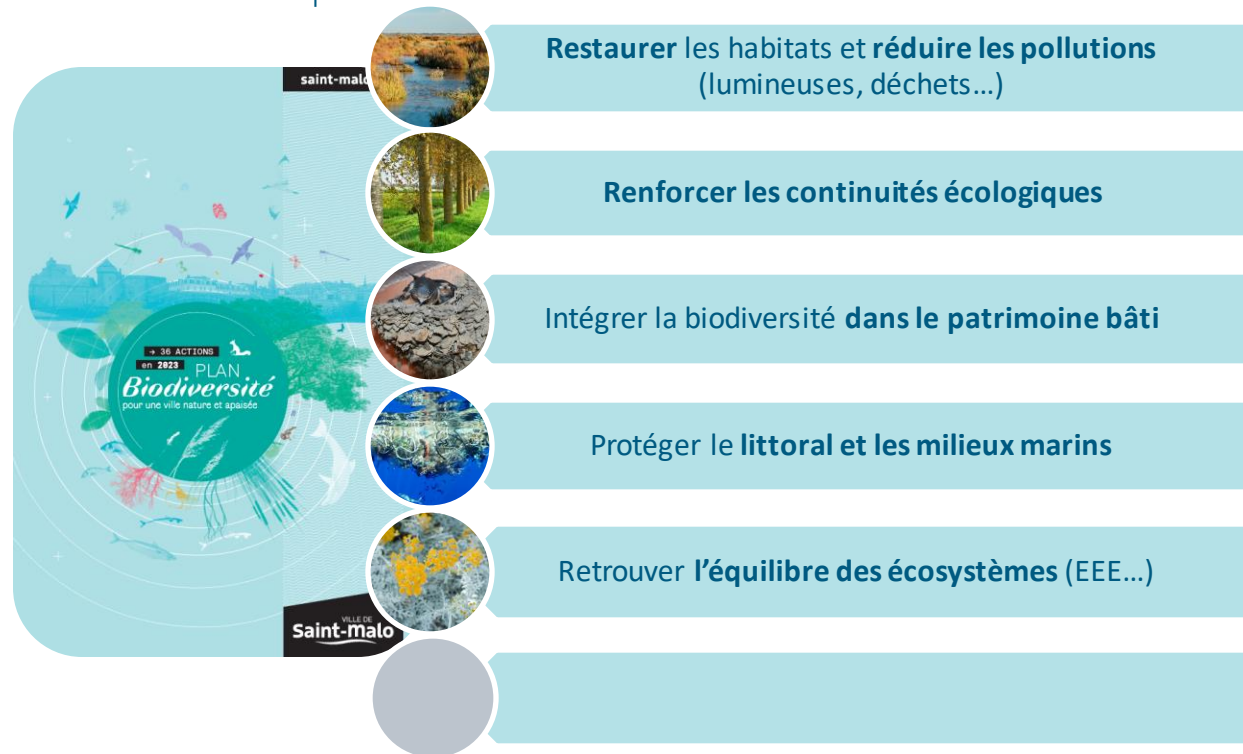 saint-malo
→ 36 ACTIONS
en 2023 PLAN
Biodiversité
pour une ville nature et apaisée
VILLE DE
Saint-malo
Restaurer les habitats et réduire les pollutions
(lumineuses, déchets…)
Renforcer les continuités écologiques
Intégrer la biodiversité dans le patrimoine bâti
Protéger le littoral et les milieux marins
Retrouver l’équilibre des écosystèmes (EEE…)